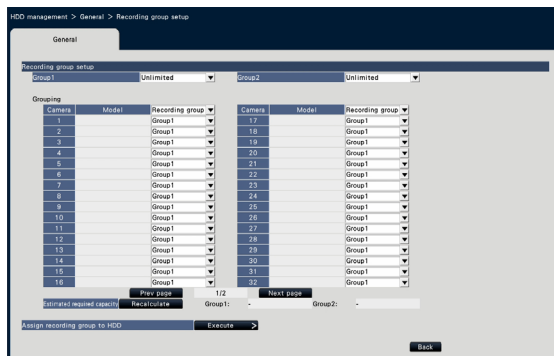 HDD management > General > Recording group setup
General
Recording group setup
Group1 Unlimited Group2 Unlimited
Grouping
Camera Model Recording group Camera Model Recording group
1 Group1 17 Group1
2 Group1 18 Group1
3 Group1 19 Group1
4 Group1 20 Group1
5 Group1 21 Group1
6 Group1 22 Group1
7 Group1 23 Group1
8 Group1 24 Group1
9 Group1 25 Group1
10 Group1 26 Group1
11 Group1 27 Group1
12 Group1 28 Group1
13 Group1 29 Group1
14 Group1 30 Group1
15 Group1 31 Group1
16 Group1 32 Group1
Prev page 1/2 Next page
Estimated required capacity Recalculate Group1: - Group2: -
Assign recording group to HDD Execute >
Back